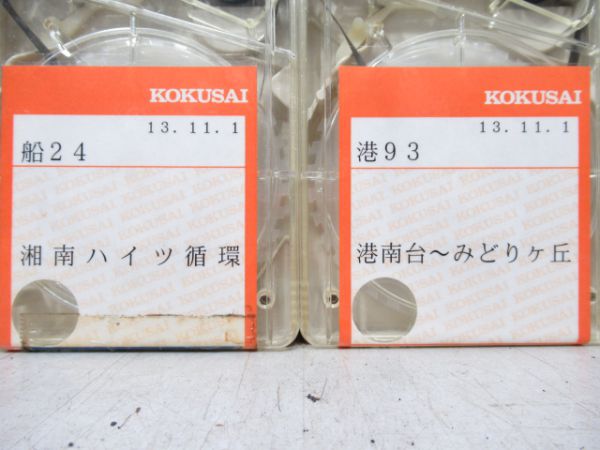 KOKUSAI
13.11.1
船24
湘南ハイツ循環
KOKUSAI
13.11.1
港93
港南台〜みどりヶ丘